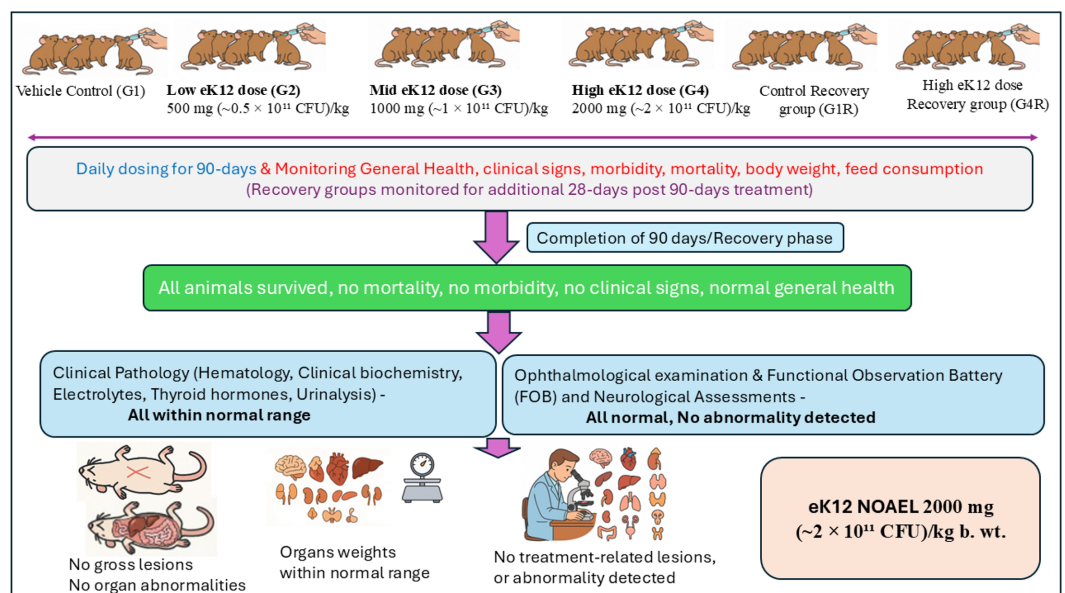 Vehicle Control (G1)
Low eK12 dose (G2)
500 mg (~0.5 × 10¹¹ CFU)/kg
Mid eK12 dose (G3)
1000 mg (~1 × 10¹¹ CFU)/kg
High eK12 dose (G4)
2000 mg (~2 × 10¹¹ CFU)/kg
Control Recovery
group (G1R)
High eK12 dose
Recovery group (G4R)
Daily dosing for 90-days & Monitoring General Health, clinical signs, morbidity, mortality, body weight, feed consumption
(Recovery groups monitored for additional 28-days post 90-days treatment)
Completion of 90 days/Recovery phase
All animals survived, no mortality, no morbidity, no clinical signs, normal general health
Clinical Pathology (Hematology, Clinical biochemistry,
Electrolytes, Thyroid hormones, Urinalysis) -
All within normal range
Ophthalmological examination & Functional Observation Battery
(FOB) and Neurological Assessments -
All normal, No abnormality detected
No gross lesions
No organ abnormalities
Organs weights
within normal range
No treatment-related lesions,
or abnormality detected
eK12 NOAEL 2000 mg
(~2 × 10¹¹ CFU)/kg b. wt.